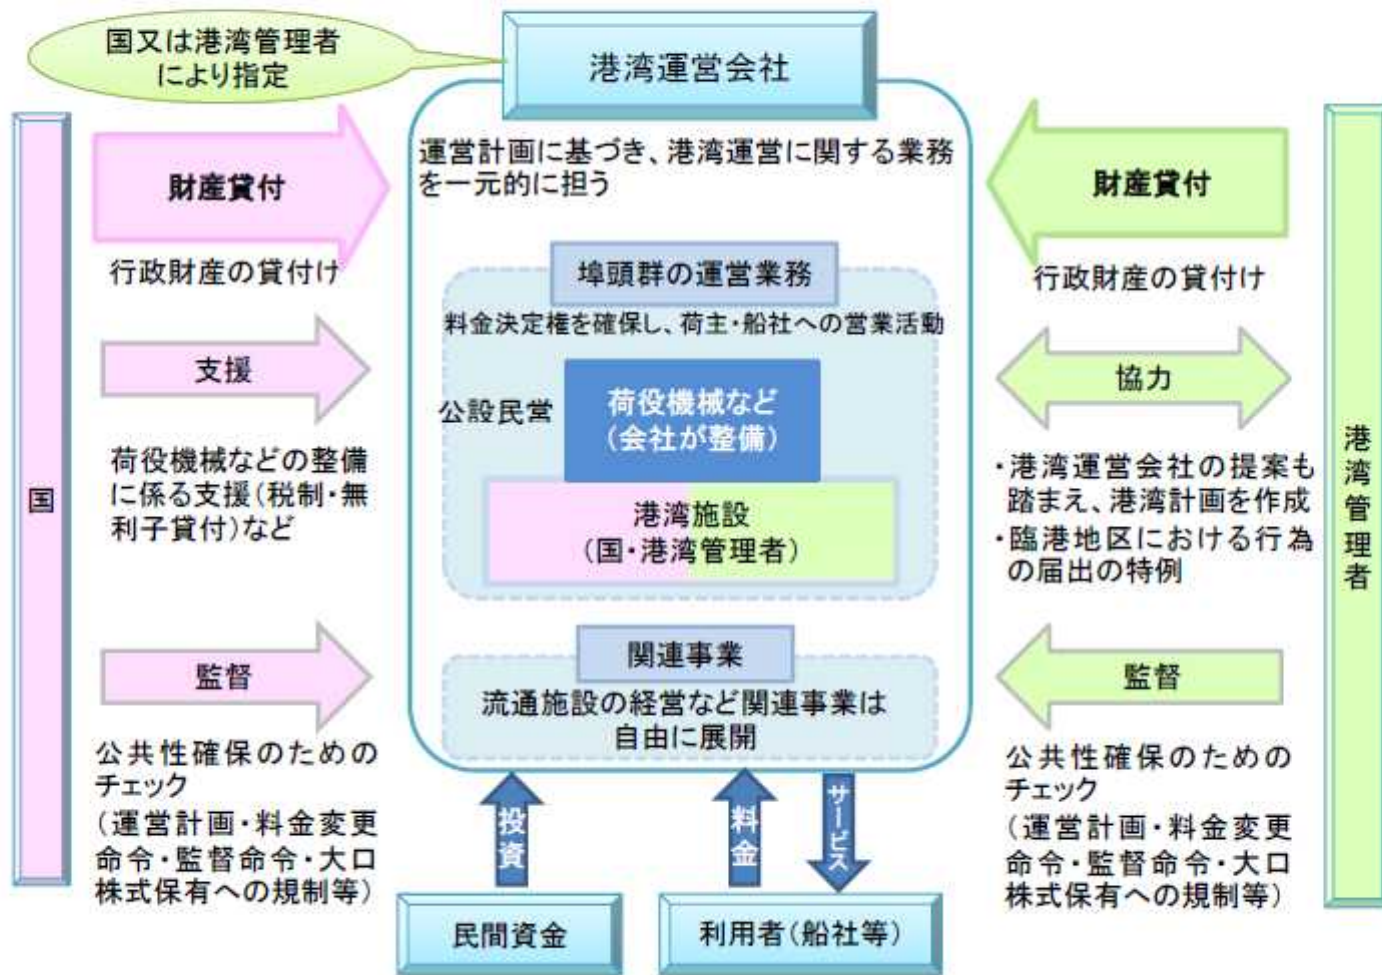 国又は港湾管理者
により指定
港湾運営会社
運営計画に基づき、港湾運営に関する業務
を一元的に担う
国
財産貸付
行政財産の貸付け
支援
荷役機械などの整備
に係る支援(税制・無
利子貸付)など
監督
公共性確保のための
チェック
(運営計画・料金変更
命令・監督命令・大口
株式保有への規制等)
埠頭群の運営業務
料金決定権を確保し、荷主・船社への営業活動
公設民営
荷役機械など
(会社が整備)
港湾施設
(国・港湾管理者)
関連事業
流通施設の経営など関連事業は
自由に展開
投資
料金
サービス
民間資金
利用者(船社等)
財産貸付
行政財産の貸付け
協力
・港湾運営会社の提案も
踏まえ、港湾計画を作成
・臨港地区における行為
の届出の特例
監督
公共性確保のための
チェック
(運営計画・料金変更
命令・監督命令・大口
株式保有への規制等)
港湾管理者